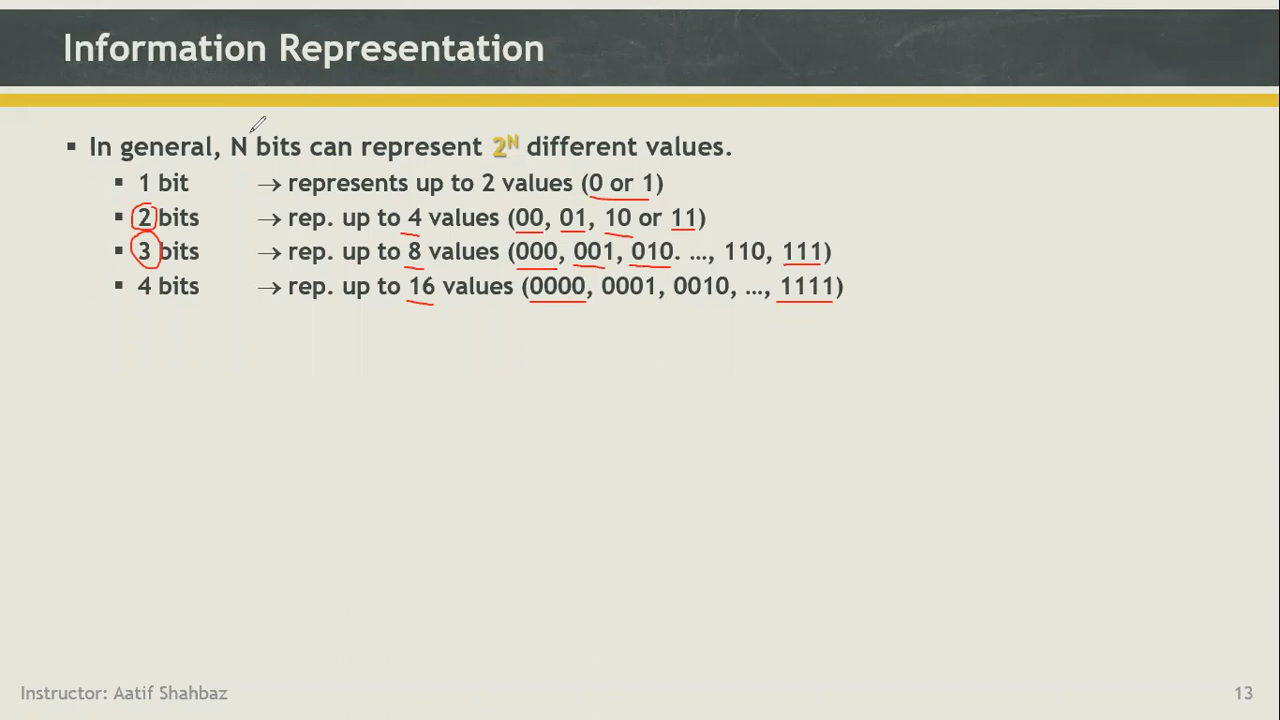 Information Representation
▪ In general, N bits can represent 2^N different values.
▪ 1 bit → represents up to 2 values (0 or 1)
▪ 2 bits → rep. up to 4 values (00, 01, 10 or 11)
▪ 3 bits → rep. up to 8 values (000, 001, 010. …, 110, 111)
▪ 4 bits → rep. up to 16 values (0000, 0001, 0010, …, 1111)
Instructor: Aatif Shahbaz
13